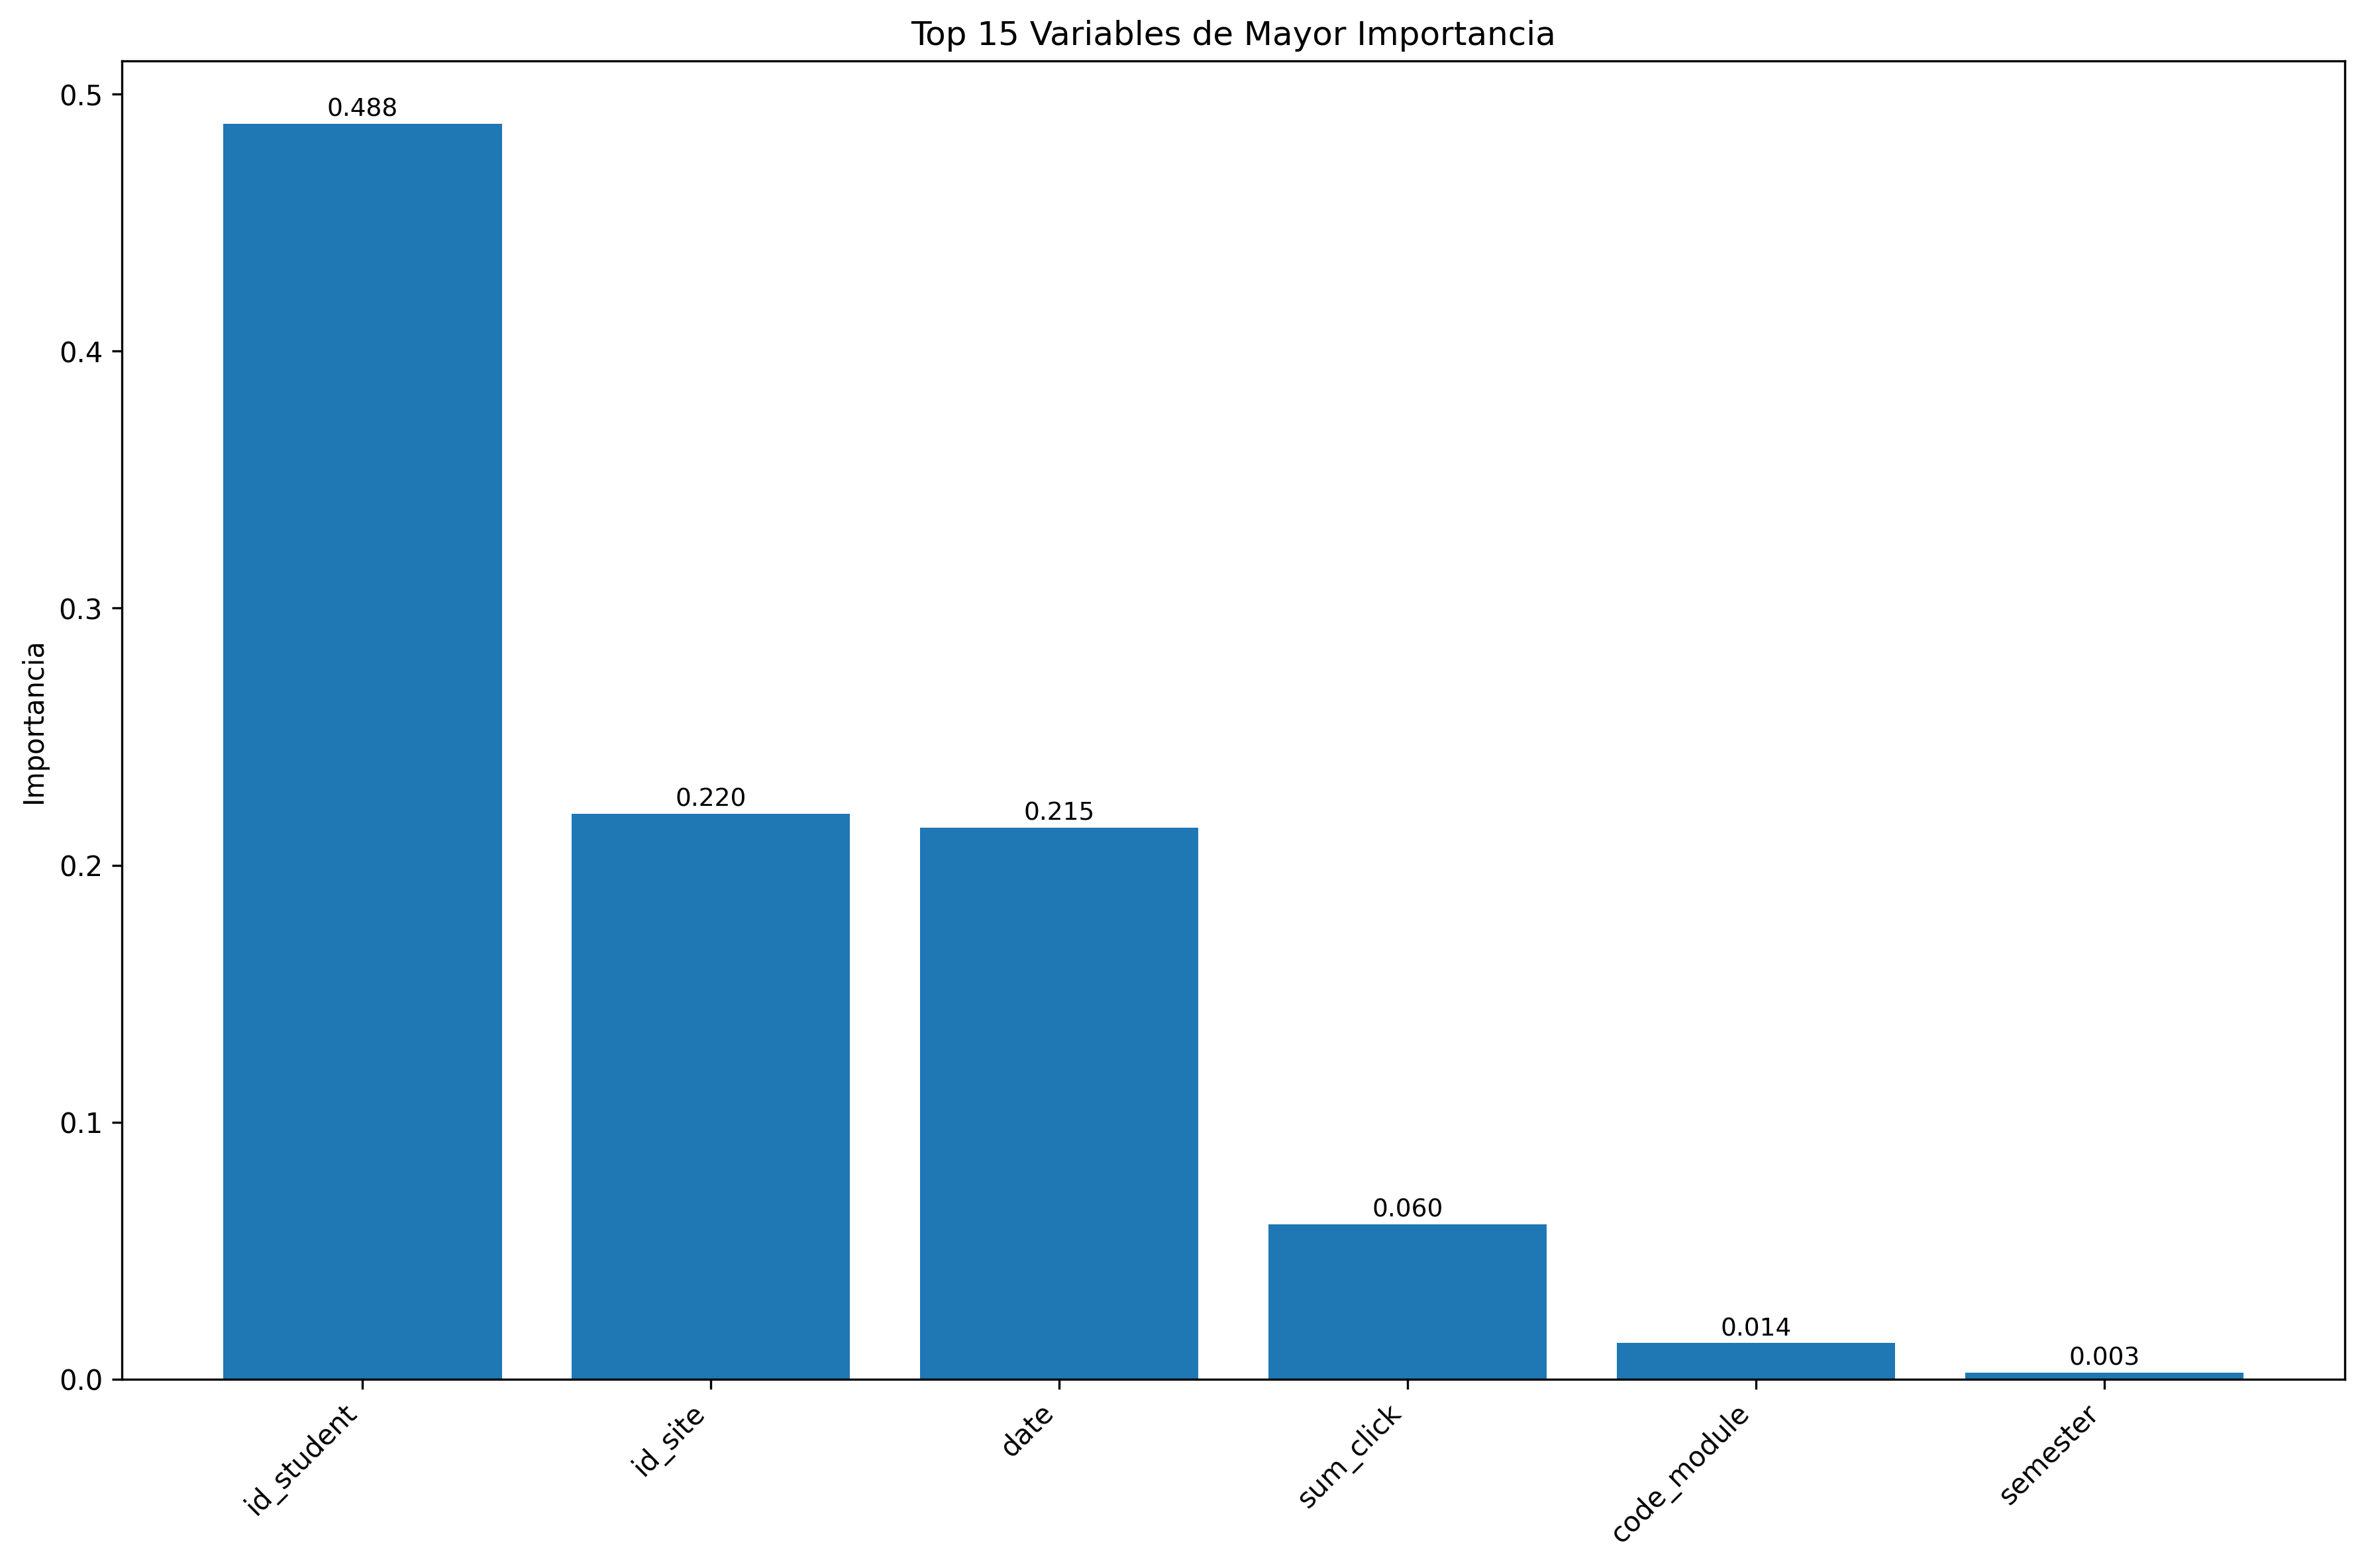 Top 15 Variables de Mayor Importancia
Importancia
0.5
0.4
0.3
0.2
0.1
0.0
0.488
0.220
0.215
0.060
0.014
0.003
id_student
id_site
date
sum_click
code_module
semester